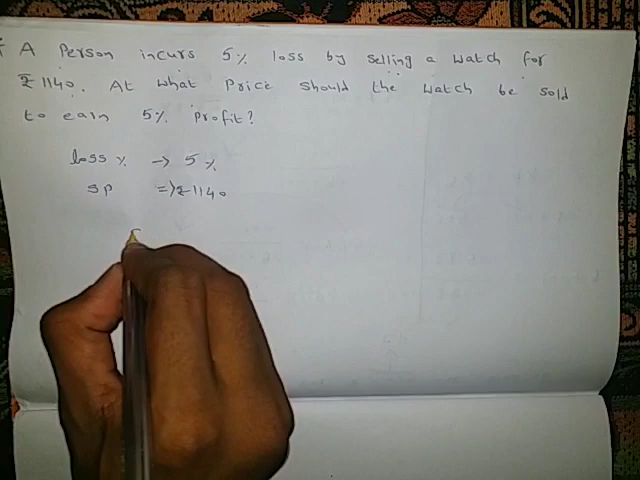 A Person incurs 5% loss by selling a watch for
₹1140. At what Price should the watch be sold
to earn 5% Profit?
loss % → 5%
SP => ₹1140